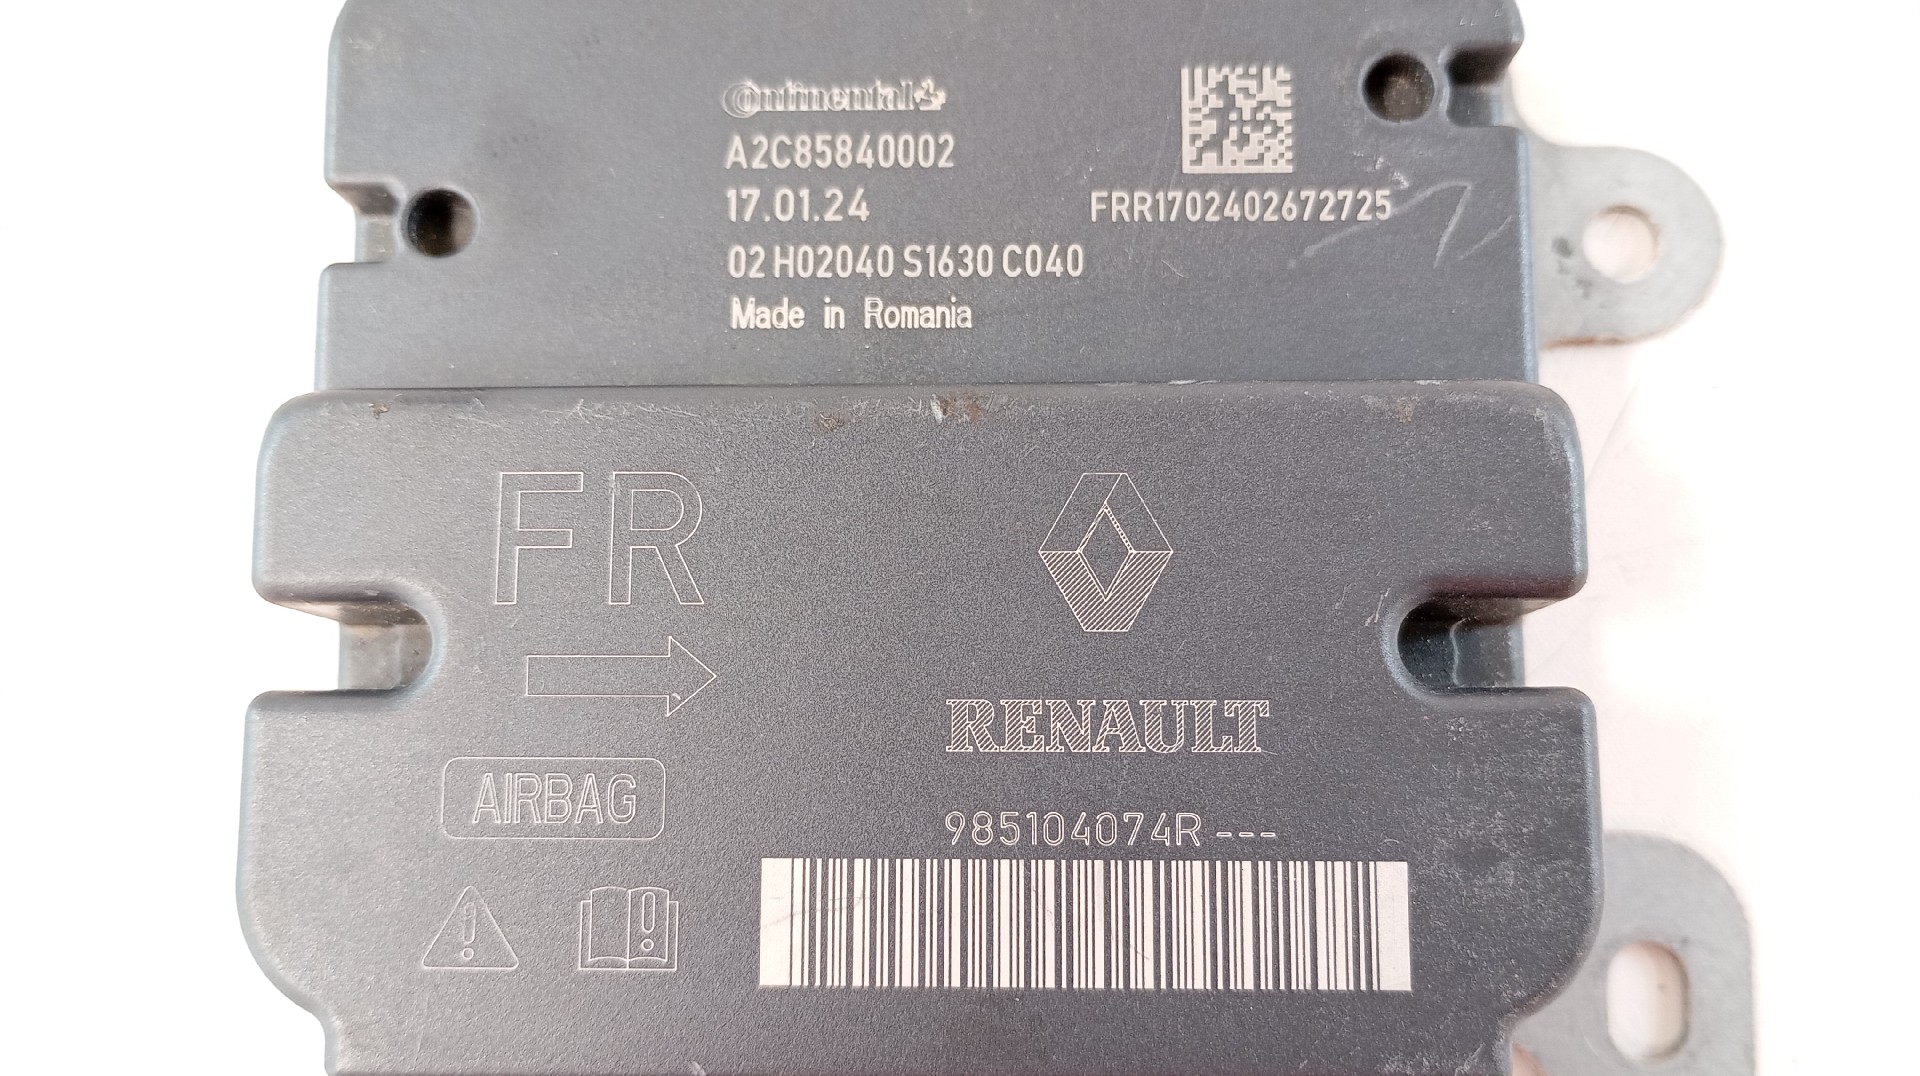 Continental
A2C85840002
17.01.24
FRR1702402672725
02 H02040 S1630 C040
Made in Romania
FR
RENAULT
AIRBAG
985104074R---